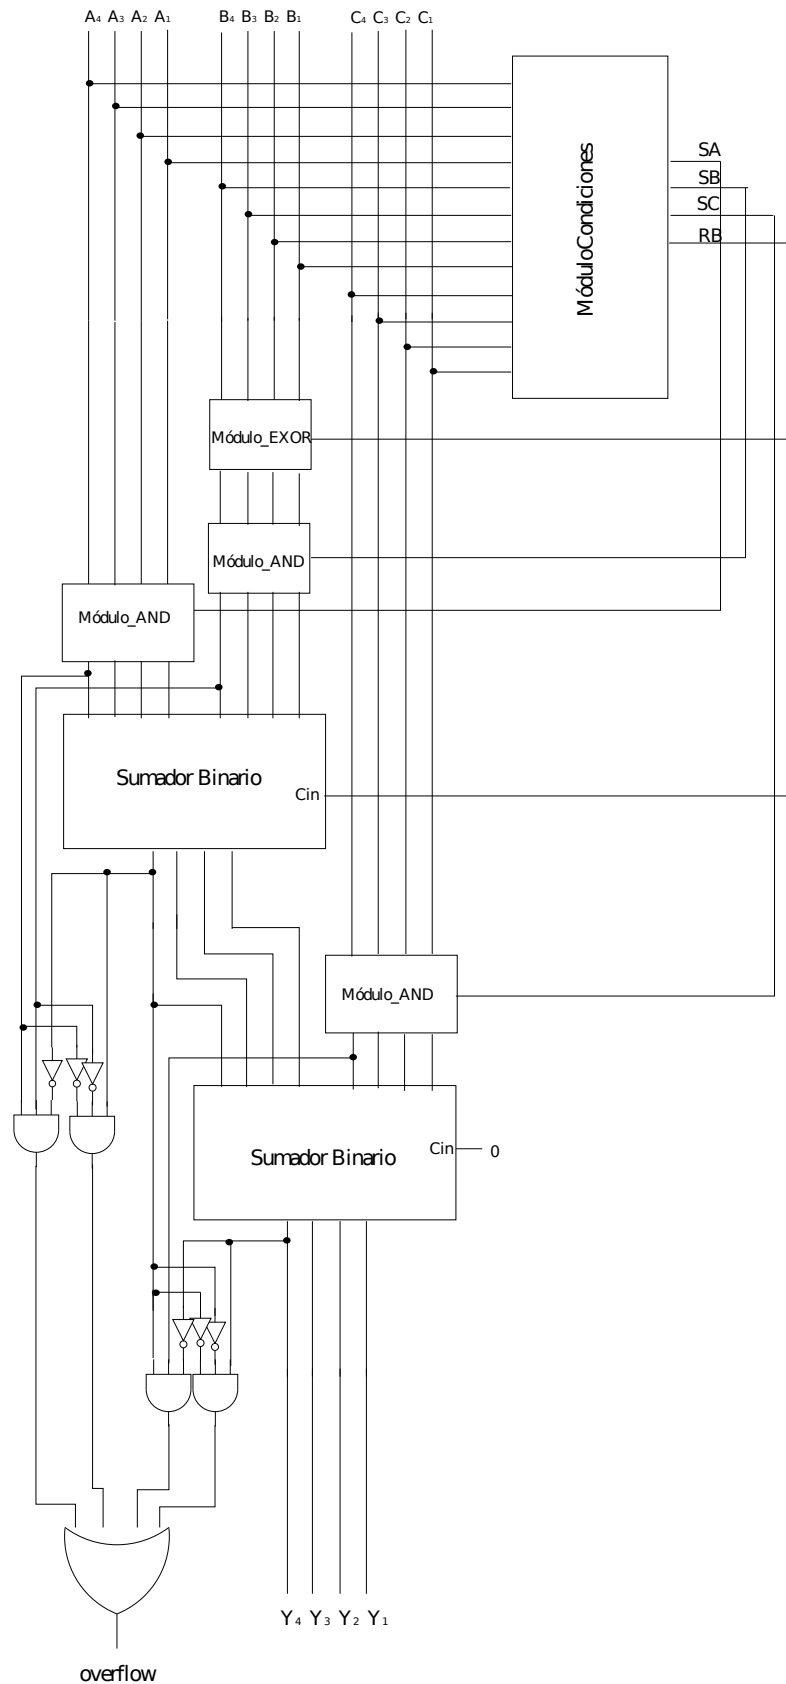 A₄ A₃ A₂ A₁ B₄ B₃ B₂ B₁ C₄ C₃ C₂ C₁
MóduloCondiciones
SA
SB
SC
RB
Módulo_EXOR
Módulo_AND
Módulo_AND
Sumador Binario
Cin
Módulo_AND
Sumador Binario
Cin
0
Y₄ Y₃ Y₂ Y₁
overflow